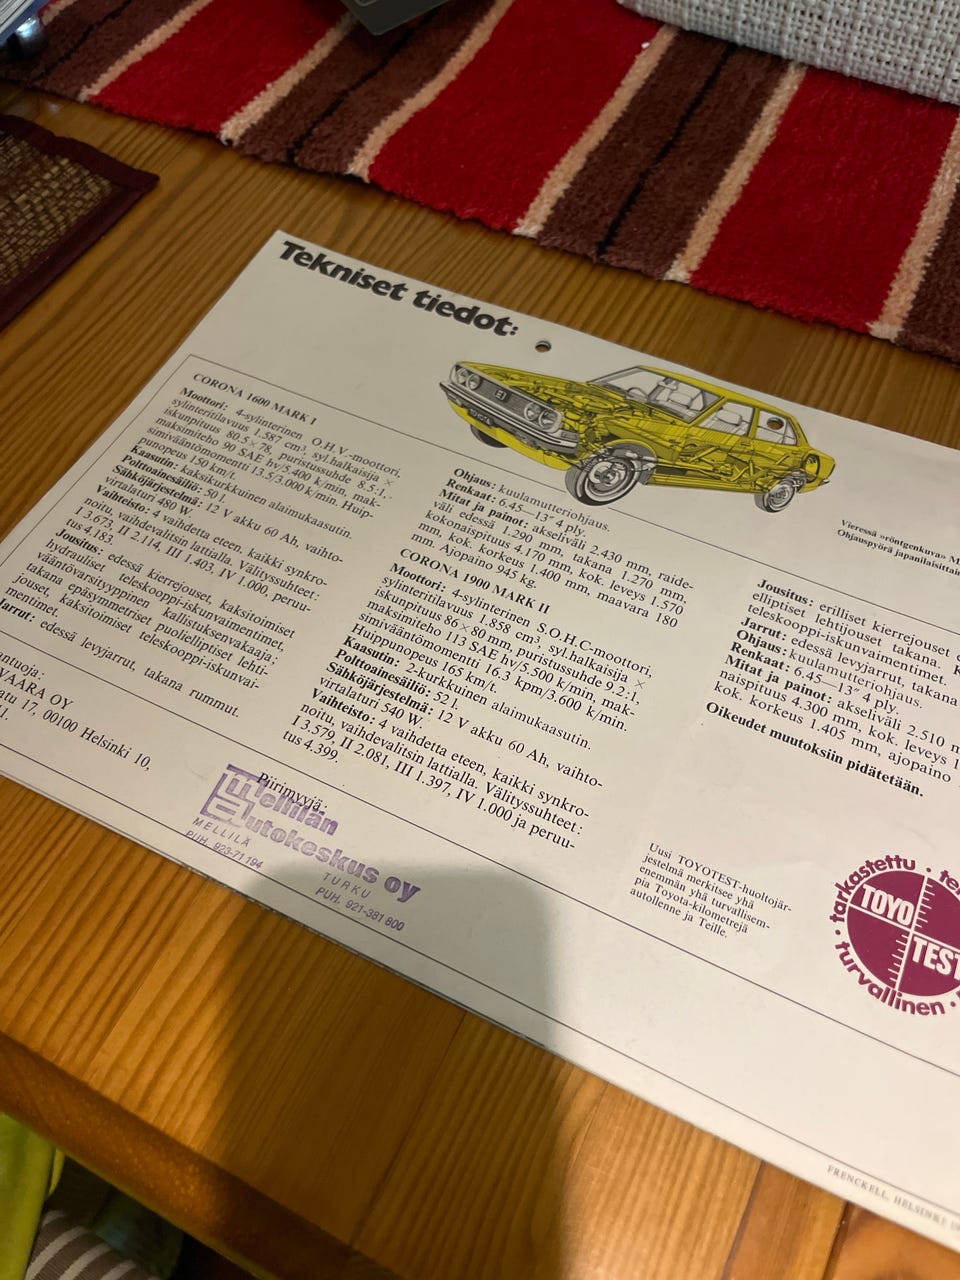 Tekniset tiedot:
CORONA 1600 MARK I
Moottori: 4-sylinterinen O.H.V.-moottori,
sylinteritilavuus 1.587 cm³, syl.halkaisija ×
iskunpituus 80.5×78, puristussuhde 8.5:1.
maksimiteho 90 SAE hv/5.400 k/min, mak-
simivääntömomentti 13.5/3.000 k/min. Huip-
punopeus 150 km/t.
Kaasutin: kaksikurkkuinen alaimukaasutin.
Polttoainesäiliö: 50 l.
Sähköjärjestelmä: 12 V akku 60 Ah, vaihto-
virtalaturi 480 W.
Vaihteisto: 4 vaihdetta eteen, kaikki synkro-
noitu, vaihdevalitsin lattialla. Välityssuhteet:
I 3.673, II 2.114, III 1.403, IV 1.000, peruu-
tus 4.183.
Jousitus: edessä kierrejouset, kaksitoimiset
hydrauliset teleskooppi-iskunvaimentimet,
vääntövarsityyppinen kallistuksenvakaaja;
takana epäsymmetriset puolielliptiset lehti-
jouset, kaksitoimiset teleskooppi-iskunvai-
mentimet.
Jarrut: edessä levyjarrut, takana rummut.
Ohjaus: kuulamutteriohjaus.
Renkaat: 6.45—13″ 4 ply.
Mitat ja painot: akseliväli 2.430 mm, raide-
väli edessä 1.290 mm, takana 1.270 mm,
kokonaispituus 4.170 mm, kok. leveys 1.570
mm, kok. korkeus 1.400 mm, maavara 180
mm. Ajopaino 945 kg.
CORONA 1900 MARK II
Moottori: 4-sylinterinen S.O.H.C-moottori,
sylinteritilavuus 1.858 cm³, syl.halkaisija ×
iskunpituus 86×80 mm, puristussuhde 9.2:1,
maksimiteho 113 SAE hv/5.500 k/min, mak-
simivääntömomentti 16.3 kpm/3.600 k/min.
Huippunopeus 165 km/t.
Kaasutin: 2-kurkkuinen alaimukaasutin.
Polttoainesäiliö: 52 l.
Sähköjärjestelmä: 12 V akku 60 Ah, vaihto-
virtalaturi 540 W.
Vaihteisto: 4 vaihdetta eteen, kaikki synkro-
noitu, vaihdevalitsin lattialla. Välityssuhteet:
I 3.579, II 2.081, III 1.397, IV 1.000 ja peruu-
tus 4.399.
Vieressä »röntgenkuva» M
Ohjauspyörä japanilaisittain
Jousitus: erilliset kierrejouset
elliptiset lehtijouset takana.
teleskooppi-iskunvaimentimet.
Jarrut: edessä levyjarrut, takana
Ohjaus: kuulamutteriohjaus.
Renkaat: 6.45—13″ 4 ply.
Mitat ja painot: akseliväli 2.510 m
naispituus 4.300 mm, kok. leveys 1
kok. korkeus 1.405 mm, ajopaino
Oikeudet muutoksiin pidätetään.
antuoja:
VAARA OY
atu 17, 00100 Helsinki 10,
Piirimyyjä:
Mellilän
Autokeskus oy
MELLILÄ
PUH. 923-71 194
TURKU
PUH. 921-381 800
Uusi TOYOTEST-huoltojär-
jestelmä merkitsee yhä
enemmän yhä turvallisem-
pia Toyota-kilometrejä
autollenne ja Teille.
tarkastettu
TOYO
TEST
turvallinen
FRENCKELL, HELSINKI